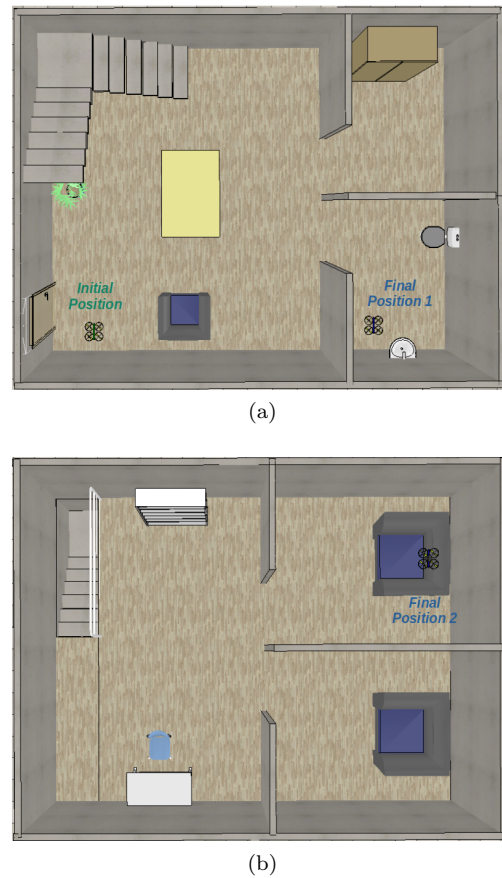 Initial
Position
Final
Position 1
(a)
Final
Position 2
(b)